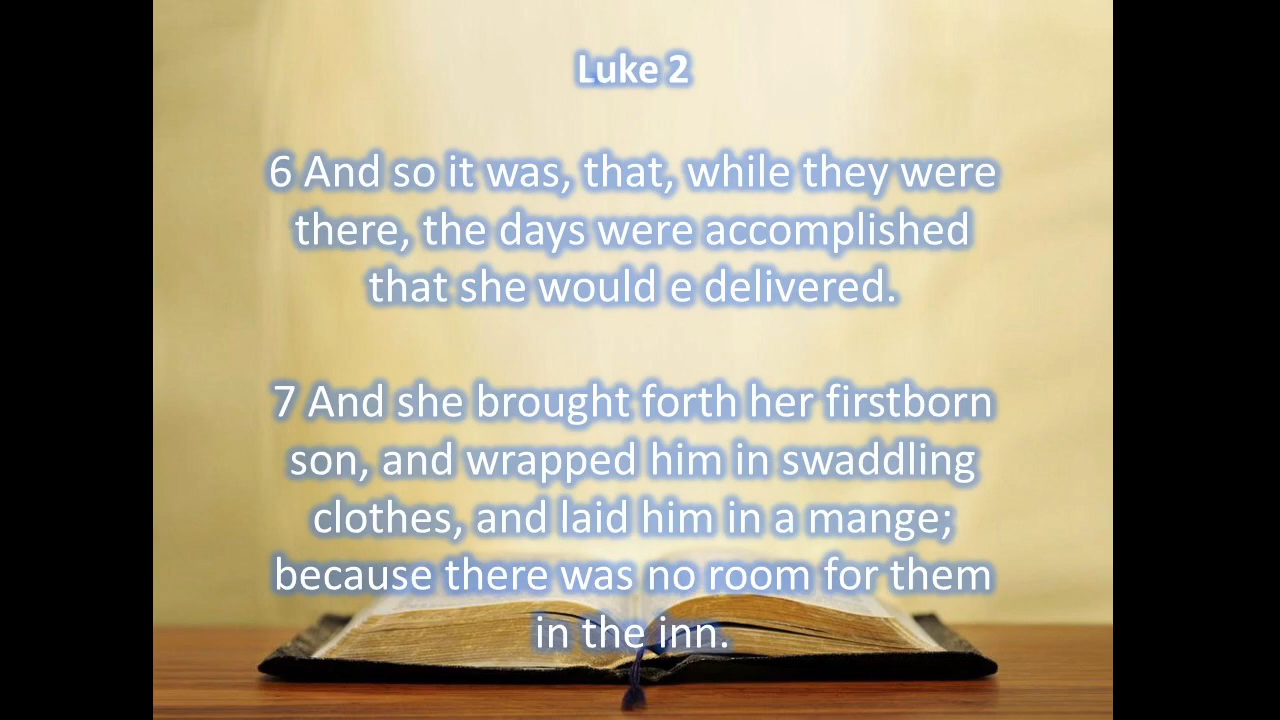 Luke 2
6 And so it was, that, while they were
there, the days were accomplished
that she would e delivered.
7 And she brought forth her firstborn
son, and wrapped him in swaddling
clothes, and laid him in a mange;
because there was no room for them
in the inn.